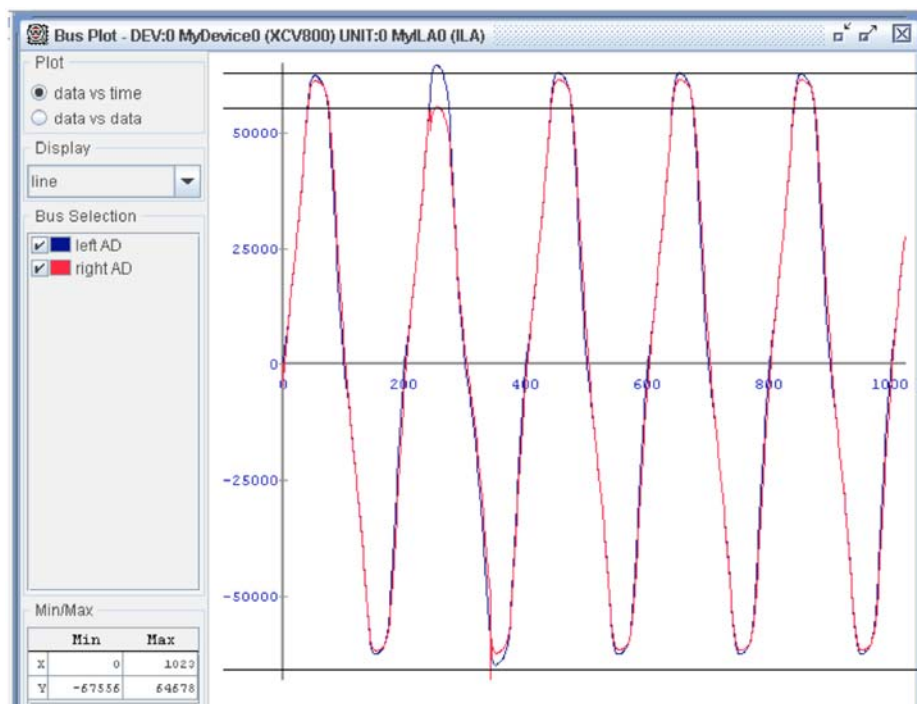 Bus Plot - DEV:0 MyDevice0 (XCV800) UNIT:0 MyILA0 (ILA)
Plot
data vs time
data vs data
Display
line
Bus Selection
left AD
right AD
Min/Max
Min Max
X 0 1023
Y -67556 64678
50000
25000
0
-25000
-50000
0 200 400 600 800 1000